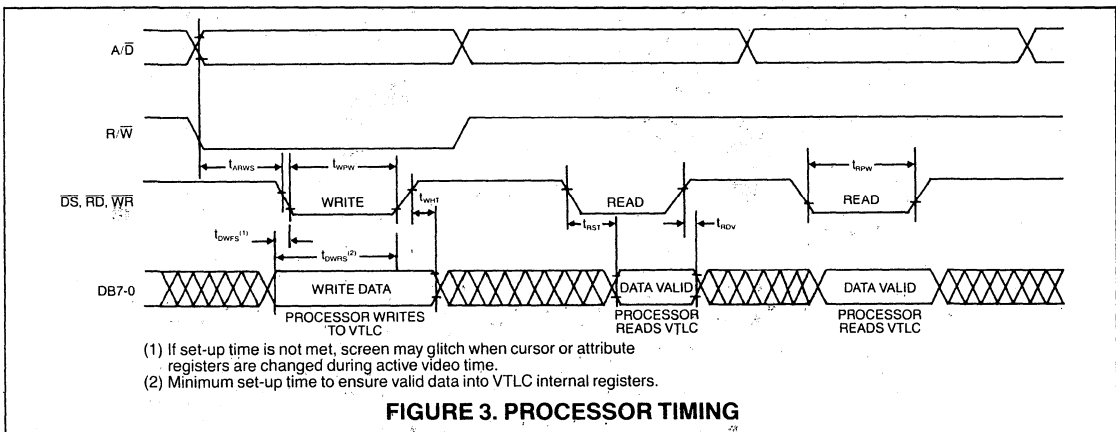 A/D̅
R/W̅
tARWS
tWPW
D̅S̅, R̅D̅, W̅R̅
WRITE
tWHT
READ
tRPW
READ
tDWFS(1)
tDWRS(2)
tRST
tRDV
DB7-0
WRITE DATA
DATA VALID
DATA VALID
PROCESSOR WRITES
TO VTLC
PROCESSOR
READS VTLC
PROCESSOR
READS VTLC
(1) If set-up time is not met, screen may glitch when cursor or attribute
registers are changed during active video time.
(2) Minimum set-up time to ensure valid data into VTLC internal registers.
FIGURE 3. PROCESSOR TIMING